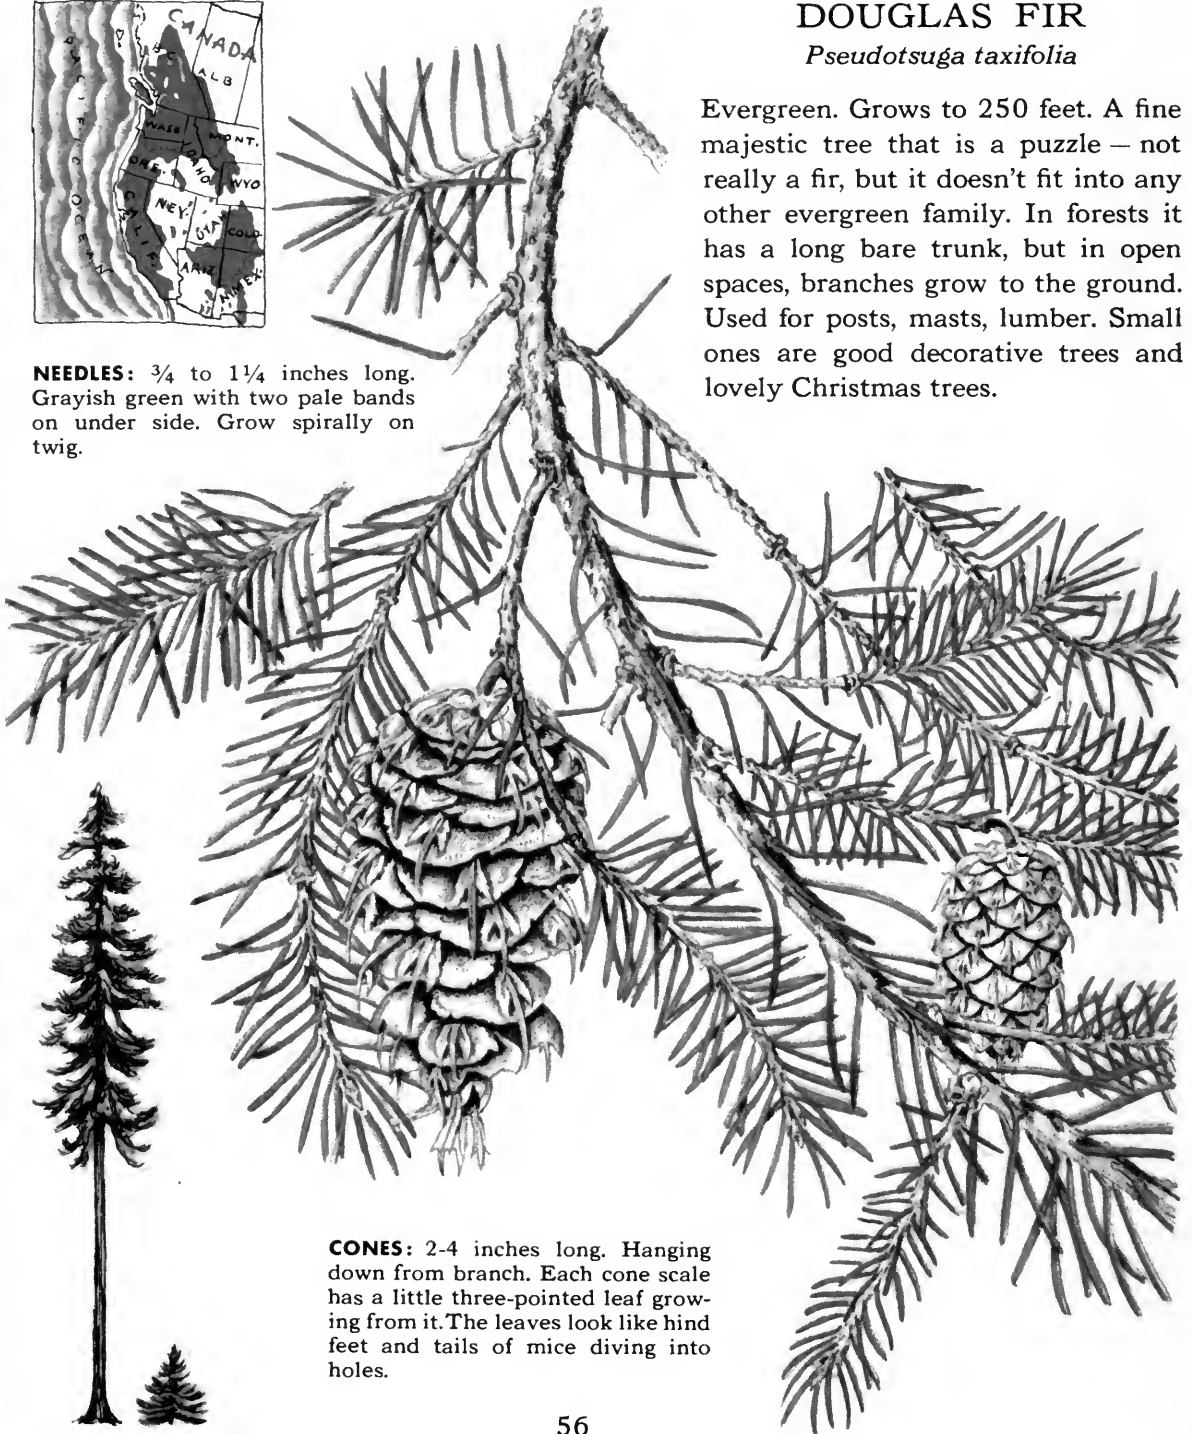 DOUGLAS FIR
Pseudotsuga taxifolia
Evergreen. Grows to 250 feet. A fine
majestic tree that is a puzzle — not
really a fir, but it doesn't fit into any
other evergreen family. In forests it
has a long bare trunk, but in open
spaces, branches grow to the ground.
Used for posts, masts, lumber. Small
ones are good decorative trees and
lovely Christmas trees.
CANADA
B C
ALB
PACIFIC OCEAN
WASH
MONT.
ORE.
IDAHO
WYO
NEV.
UTAH
COLO
CALIF.
ARIZ
N.MEX.
NEEDLES: ¾ to 1¼ inches long.
Grayish green with two pale bands
on under side. Grow spirally on
twig.
CONES: 2-4 inches long. Hanging
down from branch. Each cone scale
has a little three-pointed leaf grow-
ing from it.The leaves look like hind
feet and tails of mice diving into
holes.
56